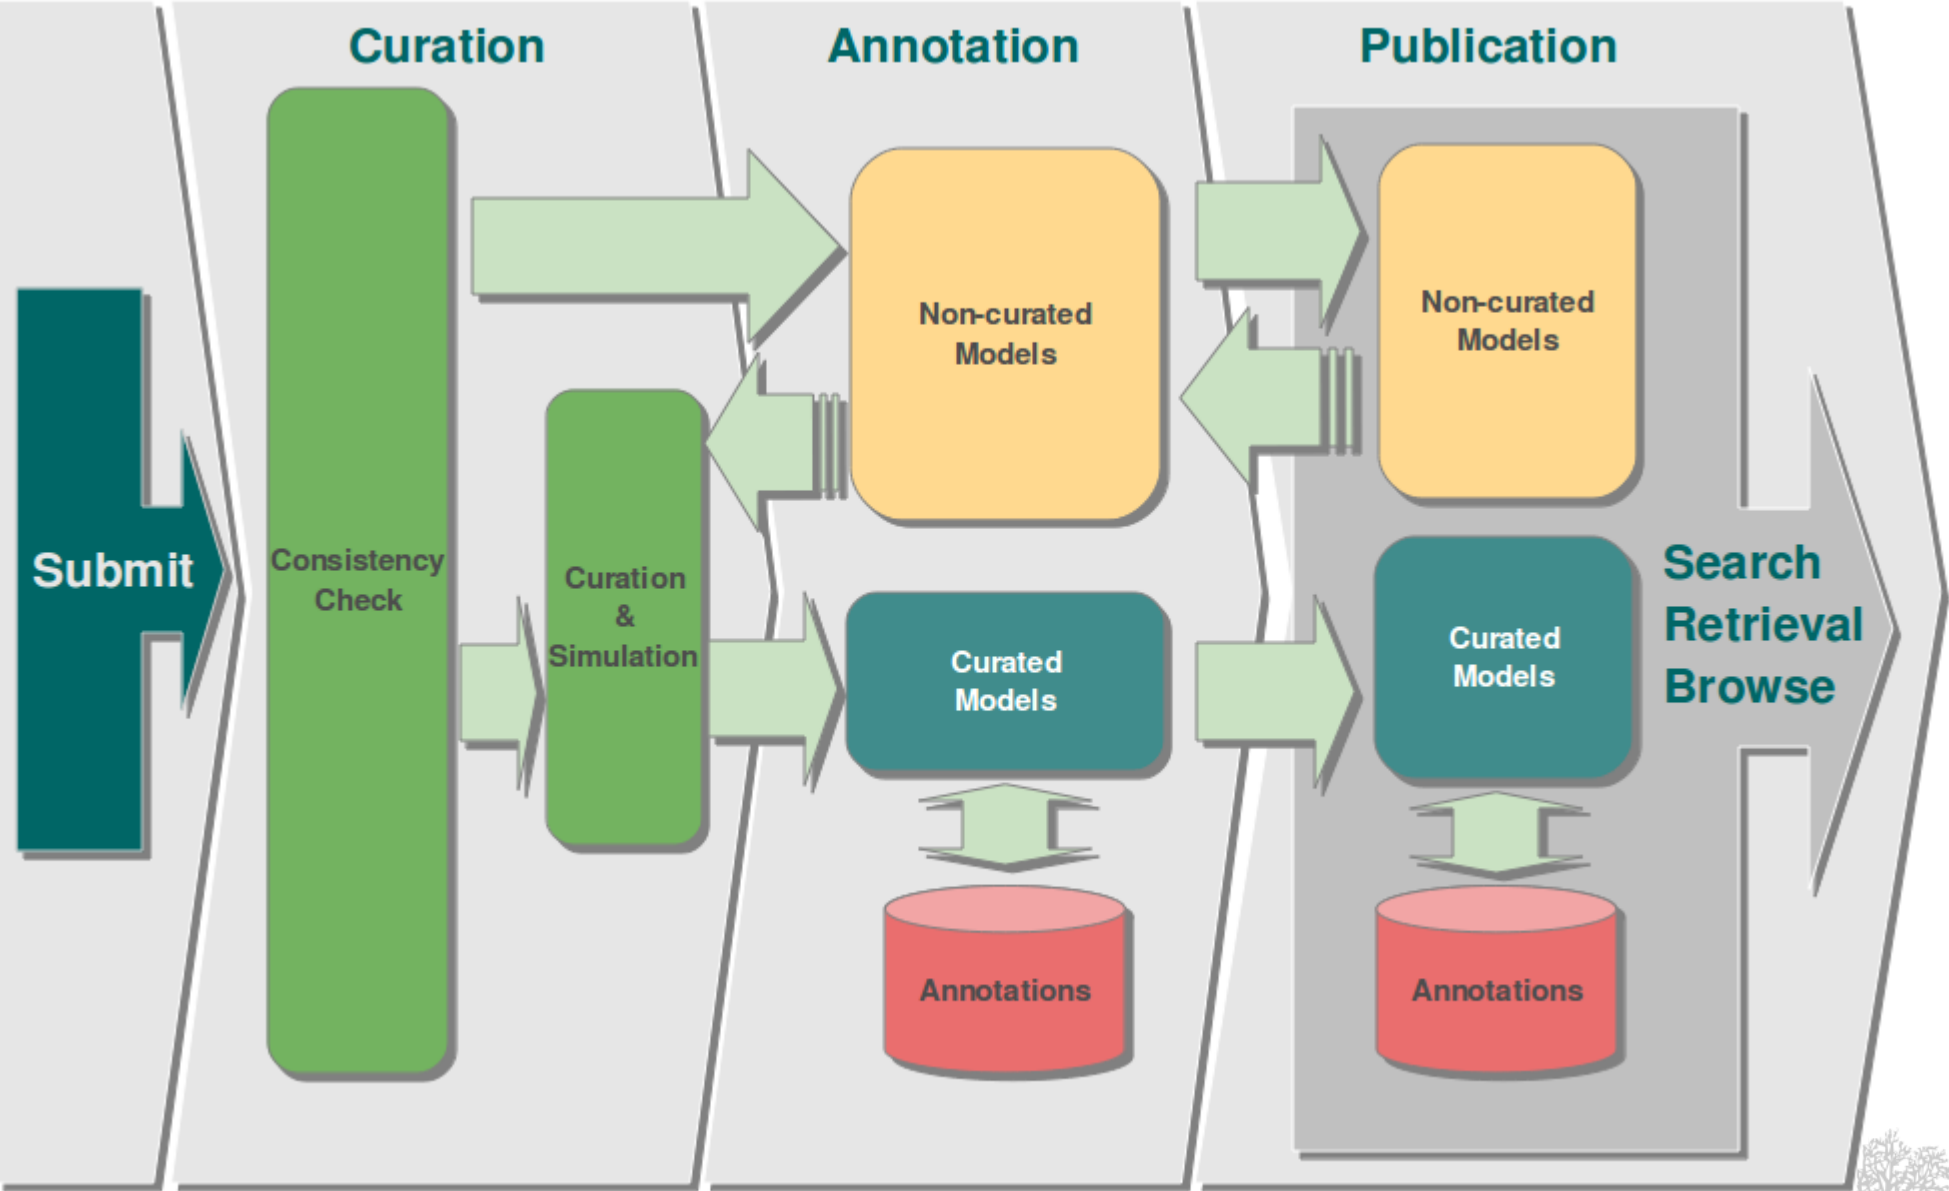 Curation
Annotation
Publication
Submit
Consistency
Check
Curation
&
Simulation
Non-curated
Models
Curated
Models
Annotations
Non-curated
Models
Curated
Models
Annotations
Search
Retrieval
Browse